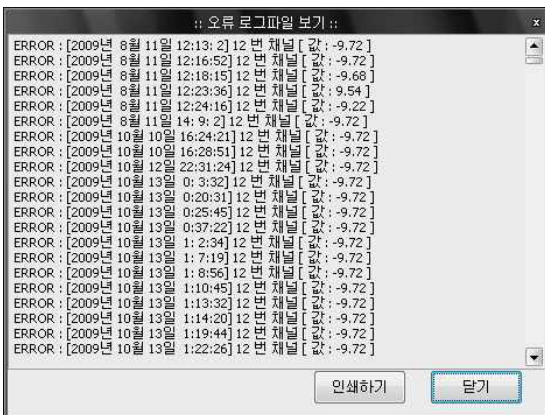 :: 오류 로그파일 보기 ::
x
ERROR : [2009년  8월 11일 12:13: 2] 12 번 채널 [ 값 : -9.72 ]
ERROR : [2009년  8월 11일 12:16:52] 12 번 채널 [ 값 : -9.72 ]
ERROR : [2009년  8월 11일 12:18:15] 12 번 채널 [ 값 : -9.68 ]
ERROR : [2009년  8월 11일 12:23:36] 12 번 채널 [ 값 : 9.54 ]
ERROR : [2009년  8월 11일 12:24:16] 12 번 채널 [ 값 : -9.22 ]
ERROR : [2009년  8월 11일 14: 9: 2] 12 번 채널 [ 값 : -9.72 ]
ERROR : [2009년 10월 10일 16:24:21] 12 번 채널 [ 값 : -9.72 ]
ERROR : [2009년 10월 10일 16:28:51] 12 번 채널 [ 값 : -9.72 ]
ERROR : [2009년 10월 12일 22:31:24] 12 번 채널 [ 값 : -9.72 ]
ERROR : [2009년 10월 13일  0: 3:32] 12 번 채널 [ 값 : -9.72 ]
ERROR : [2009년 10월 13일  0:20:31] 12 번 채널 [ 값 : -9.72 ]
ERROR : [2009년 10월 13일  0:25:45] 12 번 채널 [ 값 : -9.72 ]
ERROR : [2009년 10월 13일  0:37:22] 12 번 채널 [ 값 : -9.72 ]
ERROR : [2009년 10월 13일  1: 2:34] 12 번 채널 [ 값 : -9.72 ]
ERROR : [2009년 10월 13일  1: 7:19] 12 번 채널 [ 값 : -9.72 ]
ERROR : [2009년 10월 13일  1: 8:56] 12 번 채널 [ 값 : -9.72 ]
ERROR : [2009년 10월 13일  1:10:45] 12 번 채널 [ 값 : -9.72 ]
ERROR : [2009년 10월 13일  1:13:32] 12 번 채널 [ 값 : -9.72 ]
ERROR : [2009년 10월 13일  1:14:20] 12 번 채널 [ 값 : -9.72 ]
ERROR : [2009년 10월 13일  1:19:44] 12 번 채널 [ 값 : -9.72 ]
ERROR : [2009년 10월 13일  1:22:26] 12 번 채널 [ 값 : -9.72 ]
인쇄하기
닫기